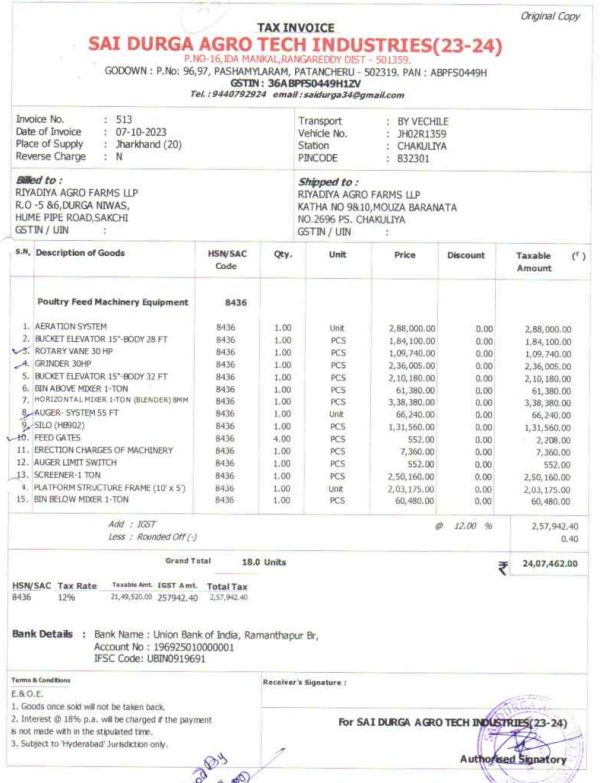 Original Copy
TAX INVOICE
SAI DURGA AGRO TECH INDUSTRIES(23-24)
P.NO-16,IDA MANKAL,RANGAREDDY DIST - 501359.
GODOWN : P.No: 96,97, PASHAMYLARAM, PATANCHERU - 502319. PAN : ABPFS0449H
GSTIN : 36ABPFS0449H1ZV
Tel. : 9440792924 email : saidurga34@gmail.com
Invoice No. : 513 Transport : BY VECHILE
Date of Invoice : 07-10-2023 Vehicle No. : JH02R1359
Place of Supply : Jharkhand (20) Station : CHAKULIYA
Reverse Charge : N PINCODE : 832301
Billed to : Shipped to :
RIYADIYA AGRO FARMS LLP RIYADIYA AGRO FARMS LLP
R.O -5 &6,DURGA NIWAS, KATHA NO 9&10,MOUZA BARANATA
HUME PIPE ROAD,SAKCHI NO.2696 PS. CHAKULIYA
GSTIN / UIN : GSTIN / UIN :
S.N. Description of Goods HSN/SAC Code Qty. Unit Price Discount Taxable Amount (₹)
Poultry Feed Machinery Equipment 8436
1. AERATION SYSTEM 8436 1.00 Unit 2,88,000.00 0.00 2,88,000.00
2. BUCKET ELEVATOR 15"-BODY 28 FT 8436 1.00 PCS 1,84,100.00 0.00 1,84,100.00
3. ROTARY VANE 30 HP 8436 1.00 PCS 1,09,740.00 0.00 1,09,740.00
4. GRINDER 30HP 8436 1.00 PCS 2,36,005.00 0.00 2,36,005.00
5. BUCKET ELEVATOR 15"-BODY 32 FT 8436 1.00 PCS 2,10,180.00 0.00 2,10,180.00
6. BIN ABOVE MIXER 1-TON 8436 1.00 PCS 61,380.00 0.00 61,380.00
7. HORIZONTAL MIXER 1-TON (BLENDER) 8MM 8436 1.00 PCS 3,38,380.00 0.00 3,38,380.00
8. AUGER- SYSTEM 55 FT 8436 1.00 Unit 66,240.00 0.00 66,240.00
9. SILO (HB902) 8436 1.00 PCS 1,31,560.00 0.00 1,31,560.00
10. FEED GATES 8436 4.00 PCS 552.00 0.00 2,208.00
11. ERECTION CHARGES OF MACHINERY 8436 1.00 PCS 7,360.00 0.00 7,360.00
12. AUGER LIMIT SWITCH 8436 1.00 PCS 552.00 0.00 552.00
13. SCREENER-1 TON 8436 1.00 PCS 2,50,160.00 0.00 2,50,160.00
4. PLATFORM STRUCTURE FRAME (10' x 5') 8436 1.00 Unit 2,03,175.00 0.00 2,03,175.00
15. BIN BELOW MIXER 1-TON 8436 1.00 PCS 60,480.00 0.00 60,480.00
Add : IGST @ 12.00 % 2,57,942.40
Less : Rounded Off (-) 0.40
Grand Total 18.0 Units ₹ 24,07,462.00
HSN/SAC Tax Rate Taxable Amt. IGST Amt. Total Tax
8436 12% 21,49,520.00 257942.40 2,57,942.40
Bank Details : Bank Name : Union Bank of India, Ramanthapur Br,
Account No : 196925010000001
IFSC Code: UBIN0919691
Terms & Conditions Receiver's Signature :
E.& O.E.
1. Goods once sold will not be taken back.
2. Interest @ 18% p.a. will be charged if the payment
is not made with in the stipulated time.
3. Subject to 'Hyderabad' Jurisdiction only.
For SAI DURGA AGRO TECH INDUSTRIES(23-24)
Authorised Signatory